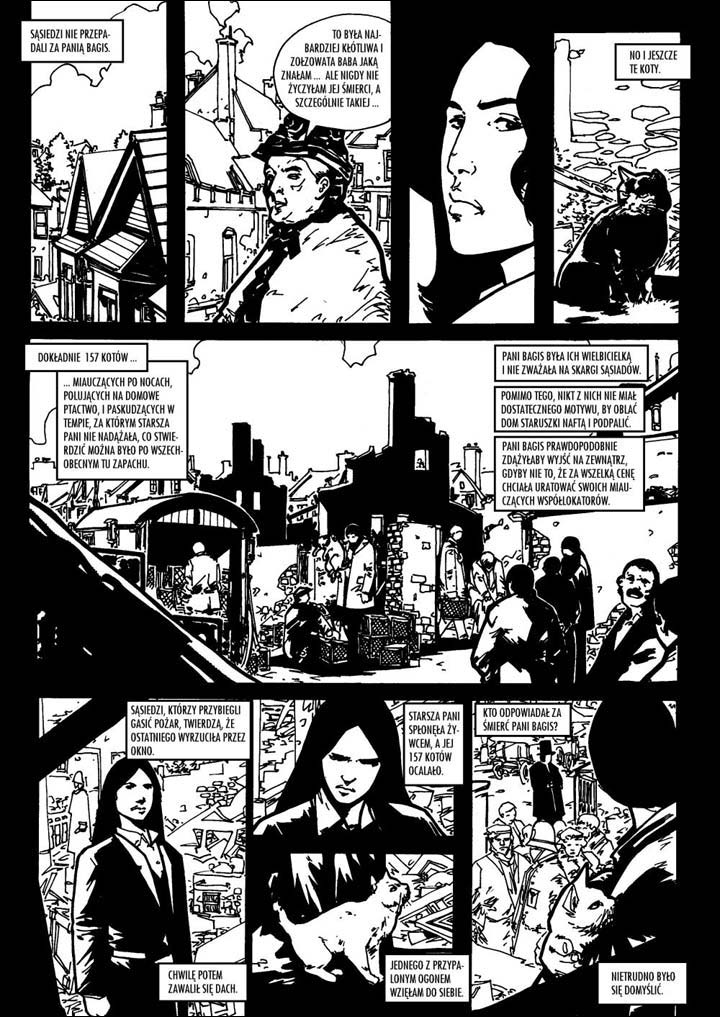 SĄSIEDZI NIE PRZEPA-
DALI ZA PANIĄ BAGIS.
TO BYŁA NAJ-
BARDZIEJ KŁÓTLIWA I
ZOŁZOWATA BABA JAKĄ
ZNAŁAM ... ALE NIGDY NIE
ŻYCZYŁAM JEJ ŚMIERCI, A
SZCZEGÓLNIE TAKIEJ ...
NO I JESZCZE
TE KOTY.
DOKŁADNIE 157 KOTÓW ...
... MIAUCZĄCYCH PO NOCACH,
POLUJĄCYCH NA DOMOWE
PTACTWO, I PASKUDZĄCYCH W
TEMPIE, ZA KTÓRYM STARSZA
PANI NIE NADĄŻAŁA, CO STWIE-
RDZIĆ MOŻNA BYŁO PO WSZECH-
OBECNYM TU ZAPACHU.
PANI BAGIS BYŁA ICH WIELBICIELKĄ
I NIE ZWAŻAŁA NA SKARGI SĄSIADÓW.
POMIMO TEGO, NIKT Z NICH NIE MIAŁ
DOSTATECZNEGO MOTYWU, BY OBLAĆ
DOM STARUSZKI NAFTĄ I PODPALIĆ.
PANI BAGIS PRAWDOPODOBNIE
ZDĄŻYŁABY WYJŚĆ NA ZEWNĄTRZ,
GDYBY NIE TO, ŻE ZA WSZELKĄ CENĘ
CHCIAŁA URATOWAĆ SWOICH MIAU-
CZĄCYCH WSPÓŁLOKATORÓW.
SĄSIEDZI, KTÓRZY PRZYBIEGLI
GASIĆ POŻAR, TWIERDZĄ, ŻE
OSTATNIEGO WYRZUCIŁA PRZEZ
OKNO.
CHWILĘ POTEM
ZAWALIŁ SIĘ DACH.
STARSZA PANI
SPŁONĘŁA ŻY-
WCEM, A JEJ
157 KOTÓW
OCALAŁO.
JEDNEGO Z PRZYPA-
LONYM OGONEM
WZIĘŁAM DO SIEBIE.
KTO ODPOWIADAŁ ZA
ŚMIERĆ PANI BAGIS?
NIETRUDNO BYŁO
SIĘ DOMYŚLIĆ.